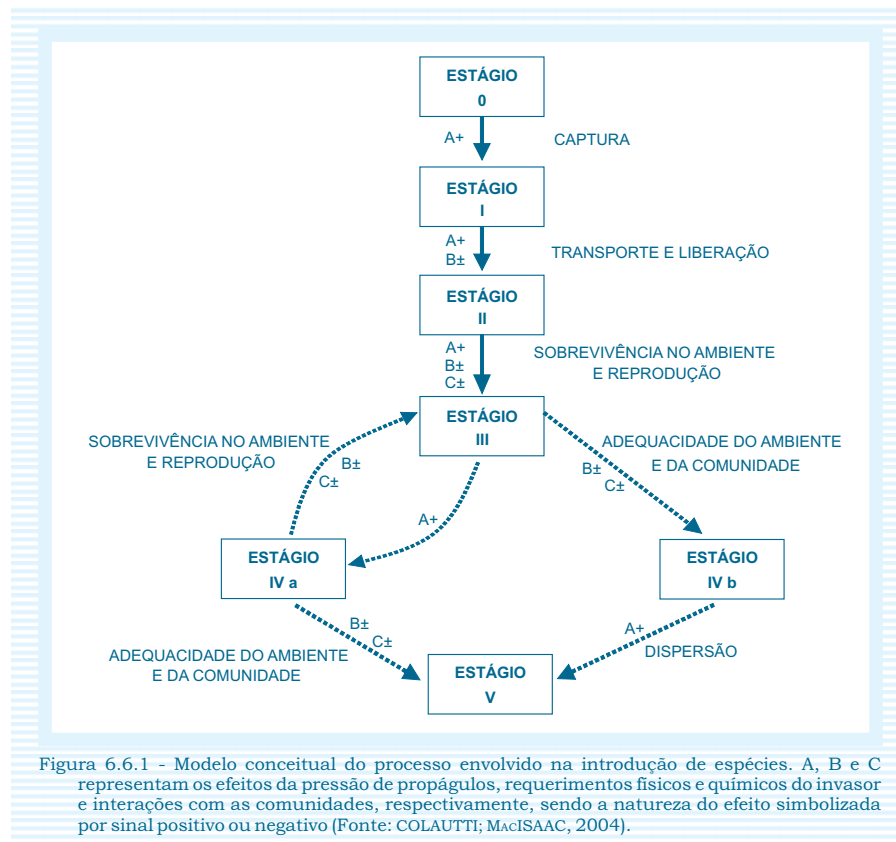 ESTÁGIO
0
A+
CAPTURA
ESTÁGIO
I
A+
B±
TRANSPORTE E LIBERAÇÃO
ESTÁGIO
II
A+
B±
C±
SOBREVIVÊNCIA NO AMBIENTE
E REPRODUÇÃO
ESTÁGIO
III
SOBREVIVÊNCIA NO AMBIENTE
E REPRODUÇÃO
B±
C±
A+
ADEQUACIDADE DO AMBIENTE
E DA COMUNIDADE
B±
C±
ESTÁGIO
IV a
ESTÁGIO
IV b
B±
C±
ADEQUACIDADE DO AMBIENTE
E DA COMUNIDADE
A+
DISPERSÃO
ESTÁGIO
V
Figura 6.6.1 - Modelo conceitual do processo envolvido na introdução de espécies. A, B e C
representam os efeitos da pressão de propágulos, requerimentos físicos e químicos do invasor
e interações com as comunidades, respectivamente, sendo a natureza do efeito simbolizada
por sinal positivo ou negativo (Fonte: COLAUTTI; MACISAAC, 2004).